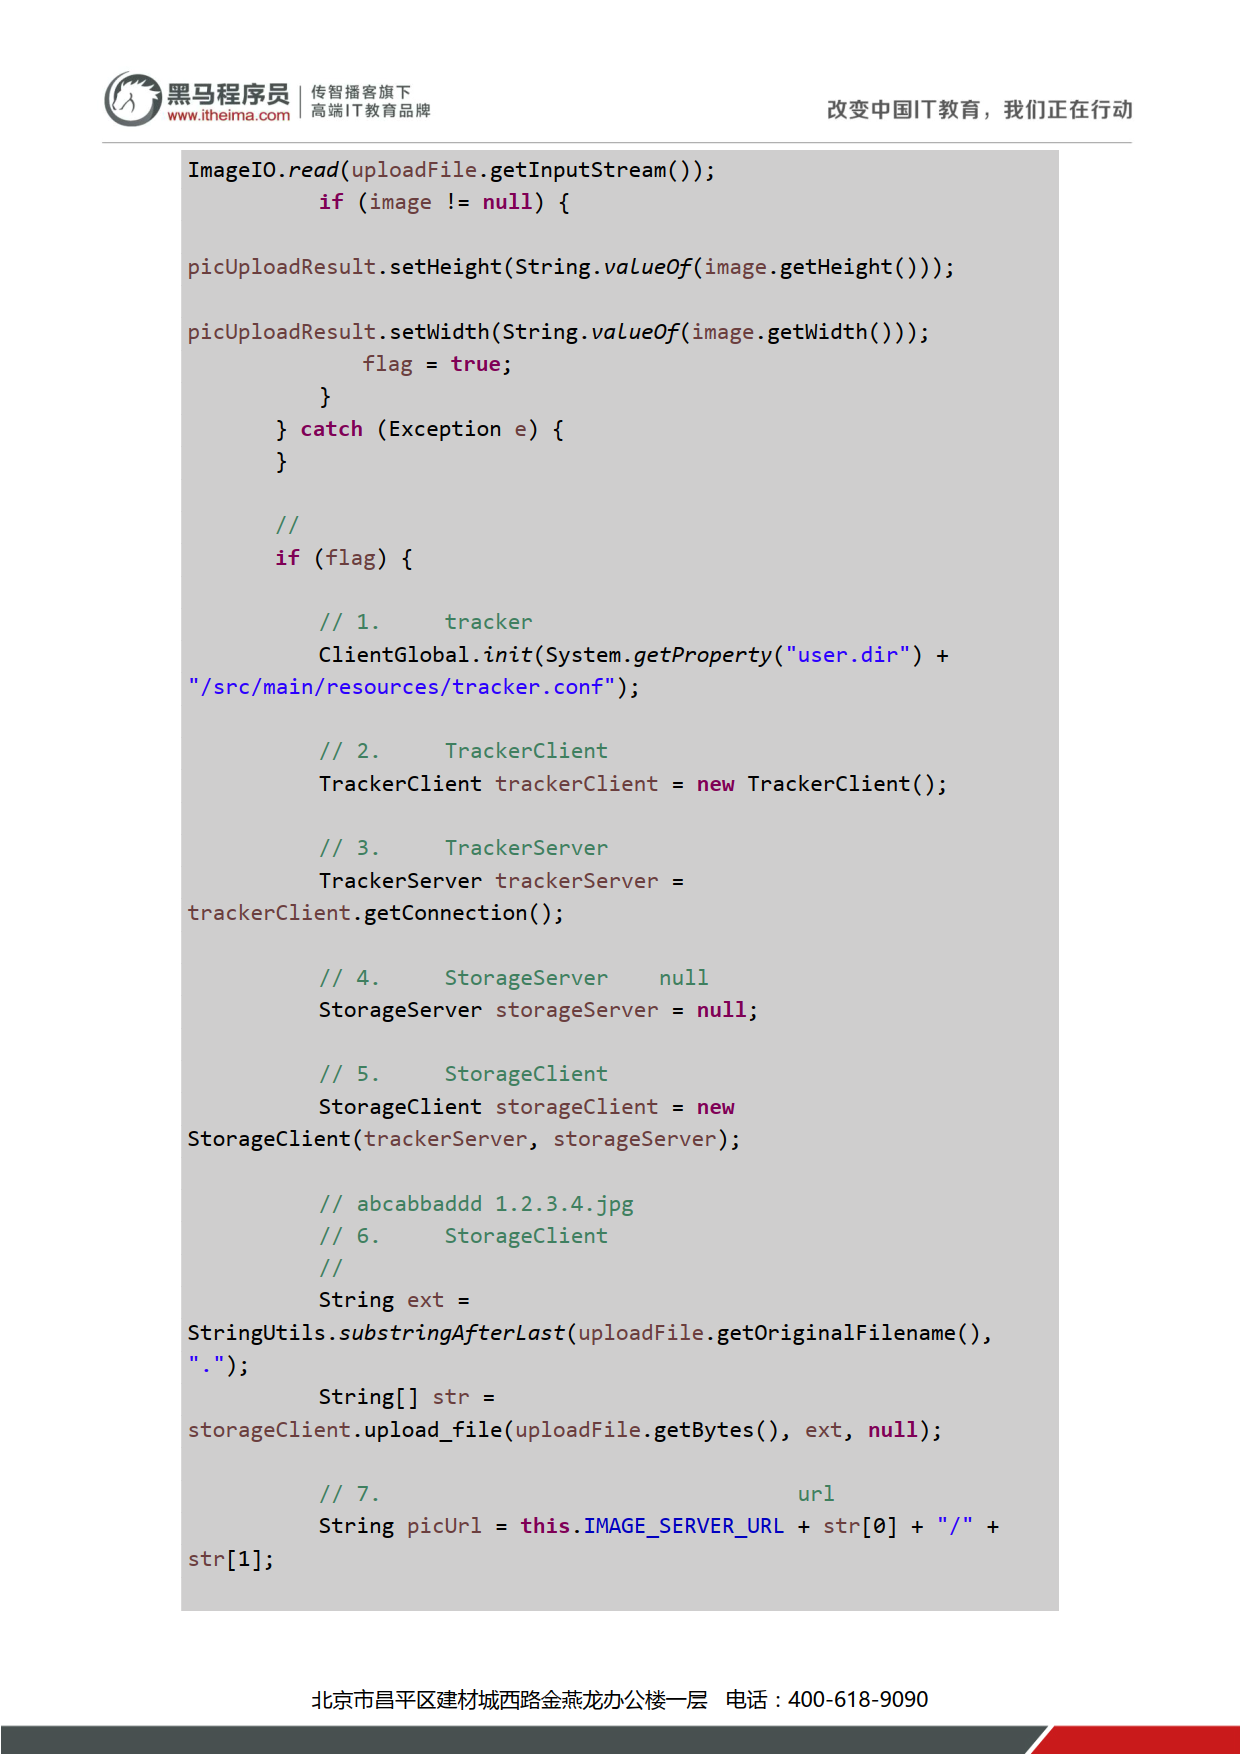 黑马程序员
www.itheima.com
传智播客旗下
高端IT教育品牌
改变中国IT教育，我们正在行动
ImageIO.read(uploadFile.getInputStream());
if (image != null) {
picUploadResult.setHeight(String.valueOf(image.getHeight()));
picUploadResult.setWidth(String.valueOf(image.getWidth()));
flag = true;
}
} catch (Exception e) {
}
//
if (flag) {
// 1. tracker
ClientGlobal.init(System.getProperty("user.dir") +
"/src/main/resources/tracker.conf");
// 2. TrackerClient
TrackerClient trackerClient = new TrackerClient();
// 3. TrackerServer
TrackerServer trackerServer =
trackerClient.getConnection();
// 4. StorageServer null
StorageServer storageServer = null;
// 5. StorageClient
StorageClient storageClient = new
StorageClient(trackerServer, storageServer);
// abcabbaddd 1.2.3.4.jpg
// 6. StorageClient
//
String ext =
StringUtils.substringAfterLast(uploadFile.getOriginalFilename(),
".");
String[] str =
storageClient.upload_file(uploadFile.getBytes(), ext, null);
// 7. url
String picUrl = this.IMAGE_SERVER_URL + str[0] + "/" +
str[1];
北京市昌平区建材城西路金燕龙办公楼一层 电话：400-618-9090